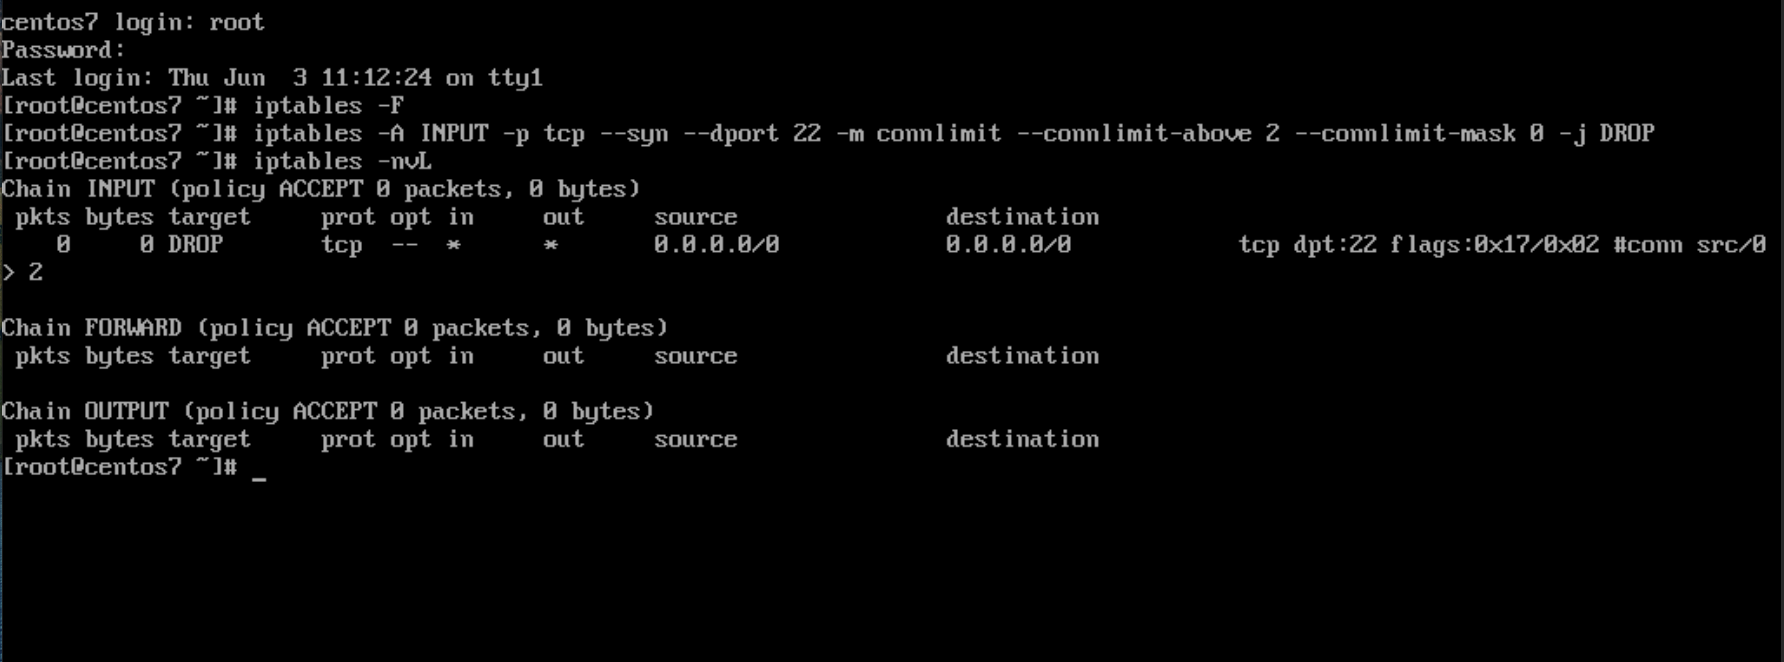 centos7 login: root
Password:
Last login: Thu Jun  3 11:12:24 on tty1
[root@centos7 ~]# iptables -F
[root@centos7 ~]# iptables -A INPUT -p tcp --syn --dport 22 -m connlimit --connlimit-above 2 --connlimit-mask 0 -j DROP
[root@centos7 ~]# iptables -nvL
Chain INPUT (policy ACCEPT 0 packets, 0 bytes)
 pkts bytes target     prot opt in     out     source               destination
    0     0 DROP       tcp  --  *      *       0.0.0.0/0            0.0.0.0/0            tcp dpt:22 flags:0x17/0x02 #conn src/0
> 2
Chain FORWARD (policy ACCEPT 0 packets, 0 bytes)
 pkts bytes target     prot opt in     out     source               destination
Chain OUTPUT (policy ACCEPT 0 packets, 0 bytes)
 pkts bytes target     prot opt in     out     source               destination
[root@centos7 ~]# _